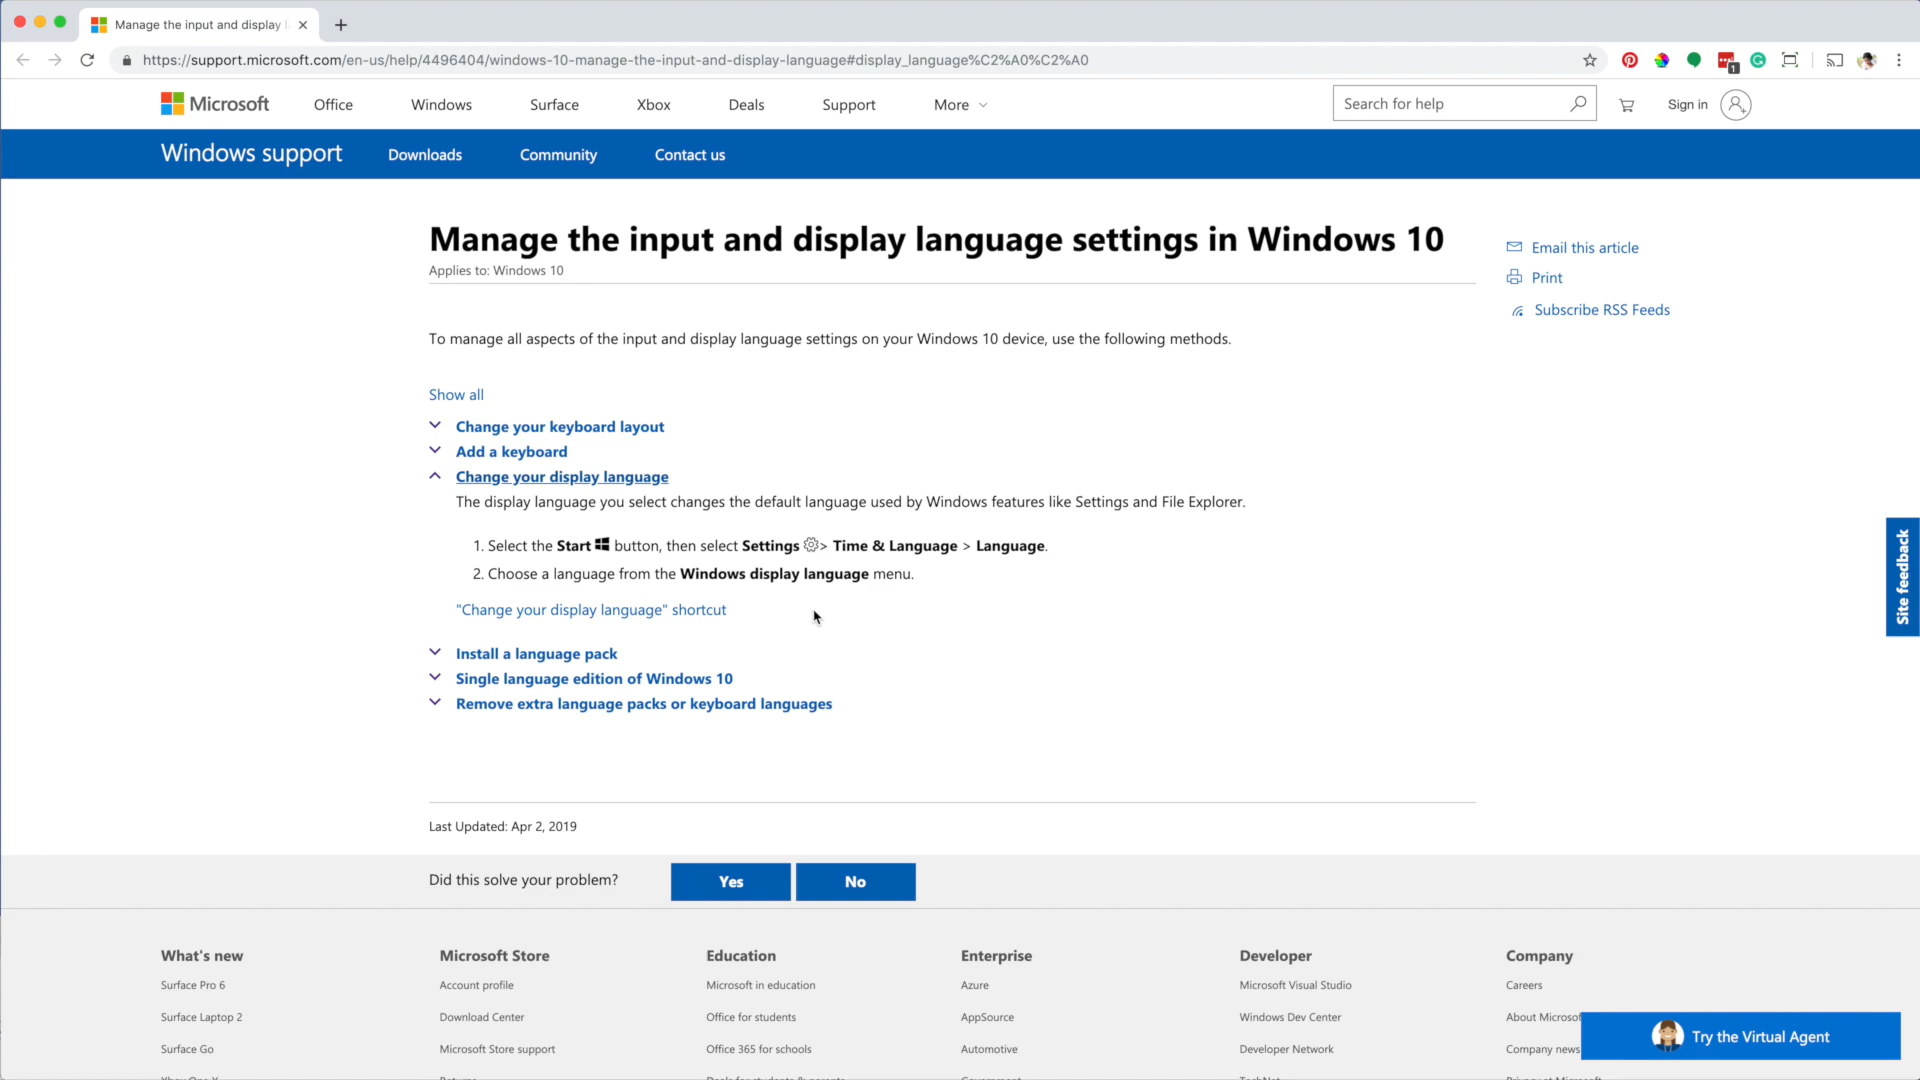 Manage the input and display l
https://support.microsoft.com/en-us/help/4496404/windows-10-manage-the-input-and-display-language#display_language%C2%A0%C2%A0
1
Microsoft Office Windows Surface Xbox Deals Support More Search for help Sign in
Windows support Downloads Community Contact us
Manage the input and display language settings in Windows 10
Applies to: Windows 10
Email this article
Print
Subscribe RSS Feeds
To manage all aspects of the input and display language settings on your Windows 10 device, use the following methods.
Show all
Change your keyboard layout
Add a keyboard
Change your display language
The display language you select changes the default language used by Windows features like Settings and File Explorer.
1. Select the Start button, then select Settings > Time & Language > Language.
2. Choose a language from the Windows display language menu.
"Change your display language" shortcut
Install a language pack
Single language edition of Windows 10
Remove extra language packs or keyboard languages
Site feedback
Last Updated: Apr 2, 2019
Did this solve your problem? Yes No
What's new Microsoft Store Education Enterprise Developer Company
Surface Pro 6 Account profile Microsoft in education Azure Microsoft Visual Studio Careers
Surface Laptop 2 Download Center Office for students AppSource Windows Dev Center About Microsof
Surface Go Microsoft Store support Office 365 for schools Automotive Developer Network Company news
Try the Virtual Agent